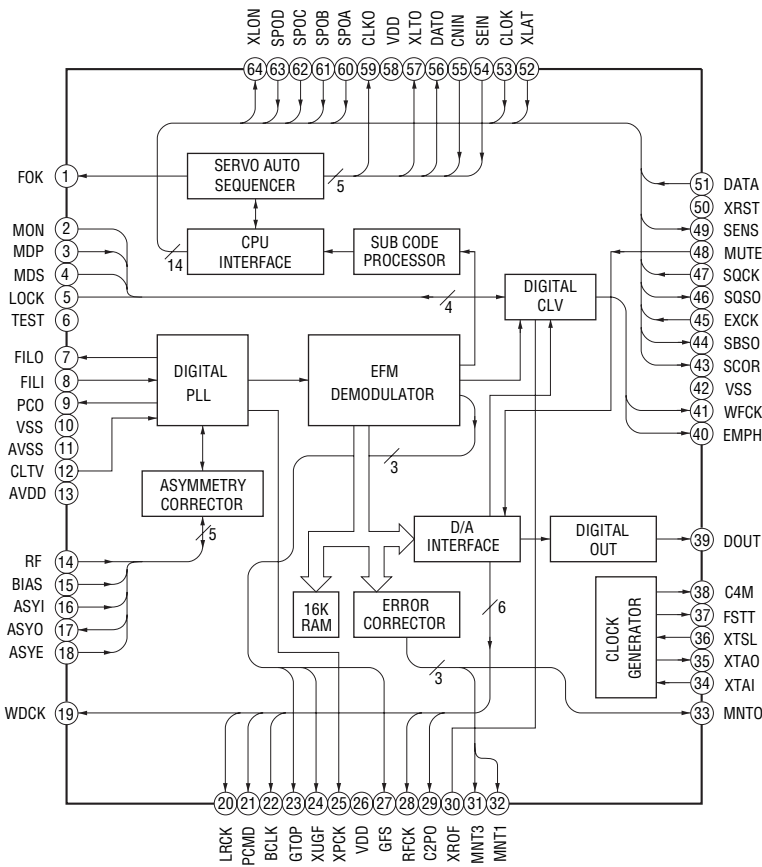 XLON
SPOD
SPOC
SPOB
SPOA
CLKO
VDD
XLTO
DATO
CNIN
SEIN
CLOK
XLAT
64
63
62
61
60
59
58
57
56
55
54
53
52
FOK 1
MON 2
MDP 3
MDS 4
LOCK 5
TEST 6
FILO 7
FILI 8
PCO 9
VSS 10
AVSS 11
CLTV 12
AVDD 13
RF 14
BIAS 15
ASYI 16
ASYO 17
ASYE 18
WDCK 19
SERVO AUTO
SEQUENCER
5
CPU
INTERFACE
14
SUB CODE
PROCESSOR
4
DIGITAL
CLV
DIGITAL
PLL
EFM
DEMODULATOR
3
ASYMMETRY
CORRECTOR
5
D/A
INTERFACE
DIGITAL
OUT
6
16K
RAM
ERROR
CORRECTOR
3
CLOCK
GENERATOR
51 DATA
50 XRST
49 SENS
48 MUTE
47 SQCK
46 SQSO
45 EXCK
44 SBSO
43 SCOR
42 VSS
41 WFCK
40 EMPH
39 DOUT
38 C4M
37 FSTT
36 XTSL
35 XTAO
34 XTAI
33 MNTO
20
21
22
23
24
25
26
27
28
29
30
31
32
LRCK
PCMD
BCLK
GTOP
XUGF
XPCK
VDD
GFS
RFCK
C2PO
XROF
MNT3
MNT1